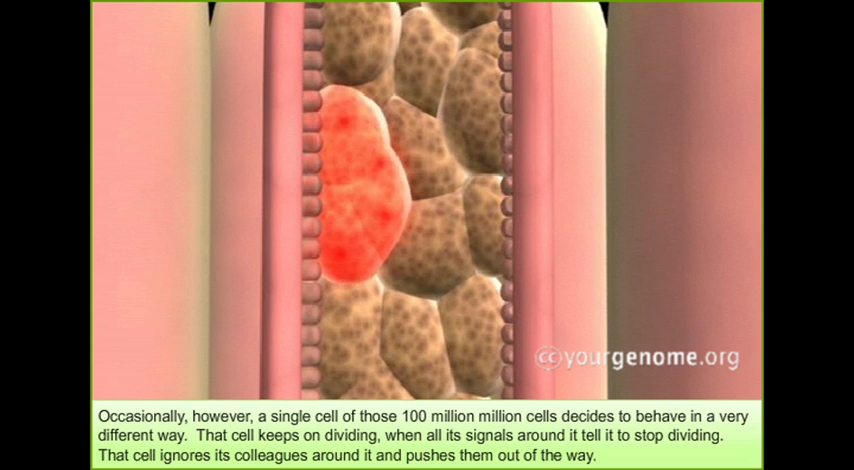 cc yourgenome.org
Occasionally, however, a single cell of those 100 million million cells decides to behave in a very
different way.  That cell keeps on dividing, when all its signals around it tell it to stop dividing.
That cell ignores its colleagues around it and pushes them out of the way.